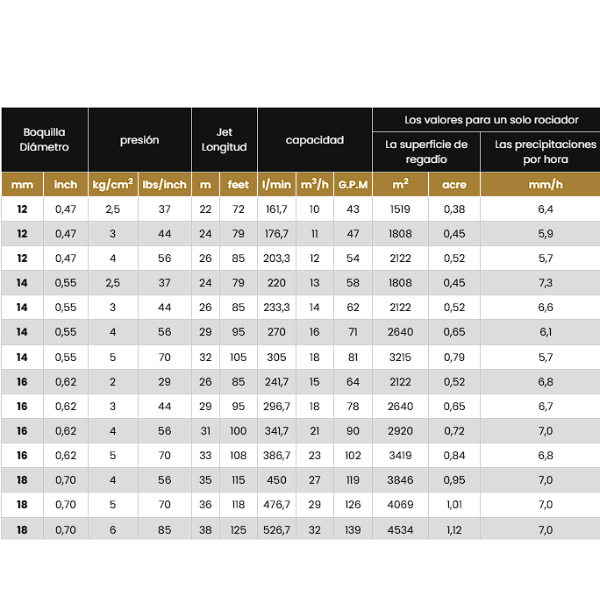 Boquilla Diámetro presión Jet Longitud capacidad Los valores para un solo rociador
La superficie de regadío Las precipitaciones por hora
mm inch kg/cm² lbs/inch m feet l/min m³/h G.P.M m² acre mm/h
12 0,47 2,5 37 22 72 161,7 10 43 1519 0,38 6,4
12 0,47 3 44 24 79 176,7 11 47 1808 0,45 5,9
12 0,47 4 56 26 85 203,3 12 54 2122 0,52 5,7
14 0,55 2,5 37 24 79 220 13 58 1808 0,45 7,3
14 0,55 3 44 26 85 233,3 14 62 2122 0,52 6,6
14 0,55 4 56 29 95 270 16 71 2640 0,65 6,1
14 0,55 5 70 32 105 305 18 81 3215 0,79 5,7
16 0,62 2 29 26 85 241,7 15 64 2122 0,52 6,8
16 0,62 3 44 29 95 296,7 18 78 2640 0,65 6,7
16 0,62 4 56 31 100 341,7 21 90 2920 0,72 7,0
16 0,62 5 70 33 108 386,7 23 102 3419 0,84 6,8
18 0,70 4 56 35 115 450 27 119 3846 0,95 7,0
18 0,70 5 70 36 118 476,7 29 126 4069 1,01 7,0
18 0,70 6 85 38 125 526,7 32 139 4534 1,12 7,0